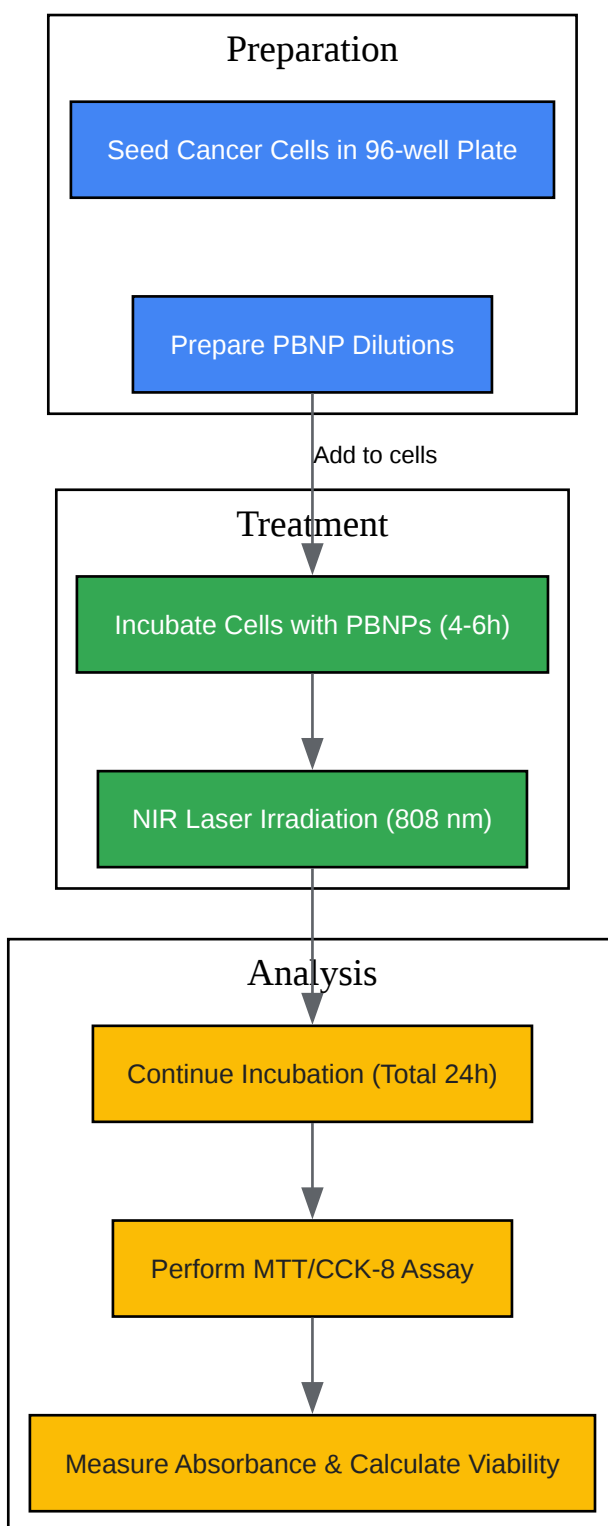 Preparation
Seed Cancer Cells in 96-well Plate
Prepare PBNP Dilutions
Add to cells
Treatment
Incubate Cells with PBNPs (4-6h)
NIR Laser Irradiation (808 nm)
Analysis
Continue Incubation (Total 24h)
Perform MTT/CCK-8 Assay
Measure Absorbance & Calculate Viability